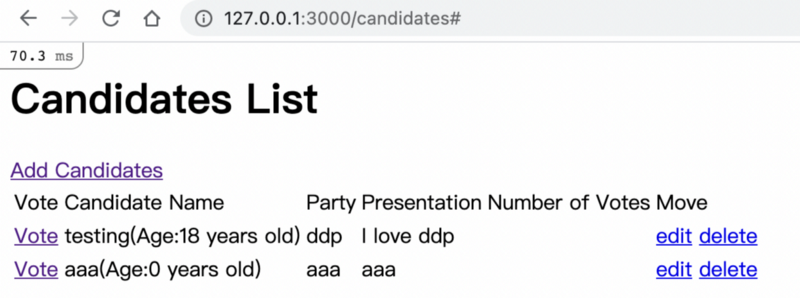 127.0.0.1:3000/candidates#
70.3 ms
Candidates List
Add Candidates
Vote Candidate Name Party Presentation Number of Votes Move
Vote testing(Age:18 years old) ddp I love ddp edit delete
Vote aaa(Age:0 years old) aaa aaa edit delete